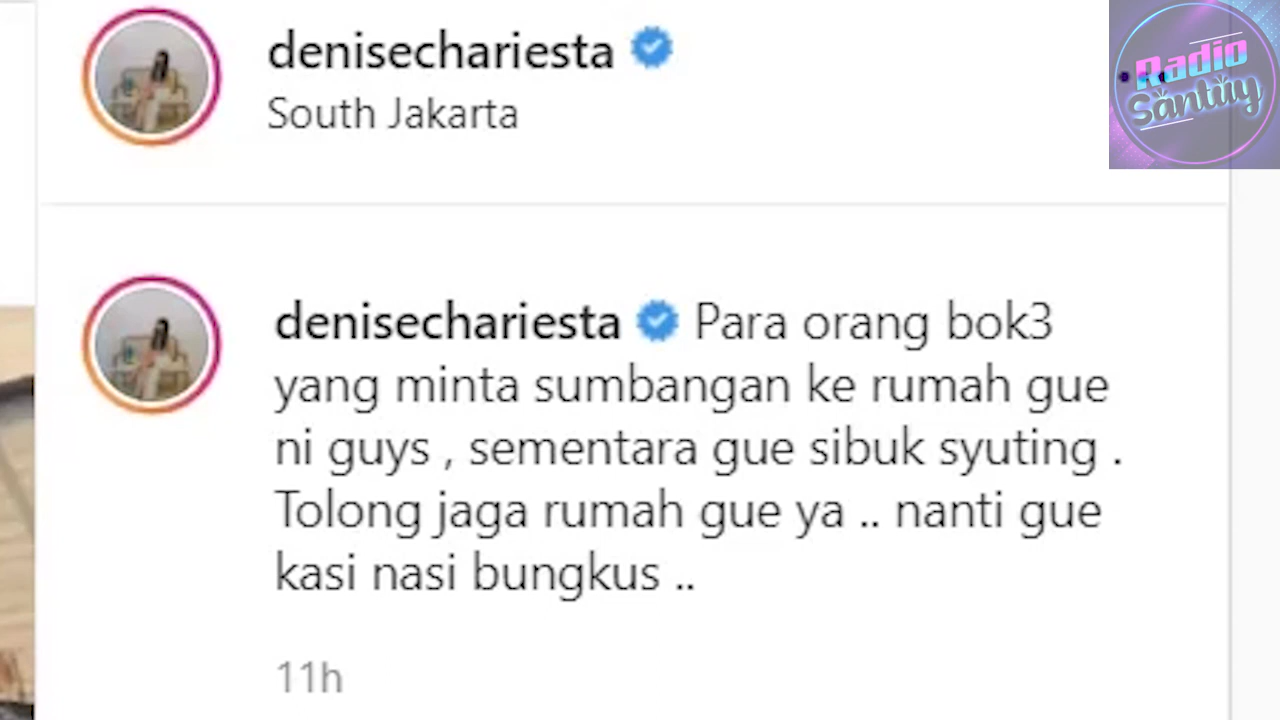 denisechariesta
South Jakarta
Radio
Santuy
denisechariesta Para orang bok3
yang minta sumbangan ke rumah gue
ni guys , sementara gue sibuk syuting .
Tolong jaga rumah gue ya .. nanti gue
kasi nasi bungkus ..
11h